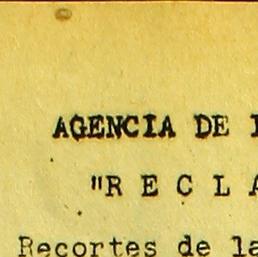 AGENCIA DE
"R E C L A
Recortes de la